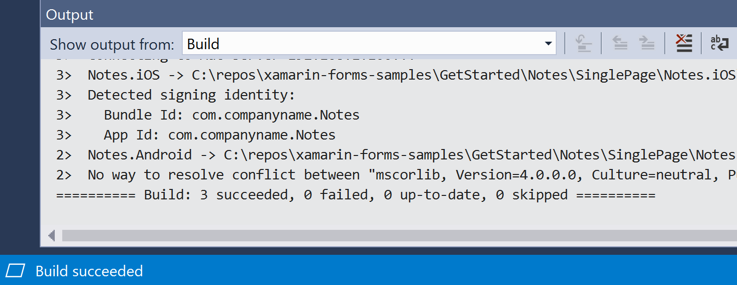 Output
Show output from: Build
3> Notes.iOS -> C:\repos\xamarin-forms-samples\GetStarted\Notes\SinglePage\Notes.iOS
3> Detected signing identity:
3> Bundle Id: com.companyname.Notes
3> App Id: com.companyname.Notes
2> Notes.Android -> C:\repos\xamarin-forms-samples\GetStarted\Notes\SinglePage\Notes
2> No way to resolve conflict between "mscorlib, Version=4.0.0.0, Culture=neutral, P
========== Build: 3 succeeded, 0 failed, 0 up-to-date, 0 skipped ==========
Build succeeded